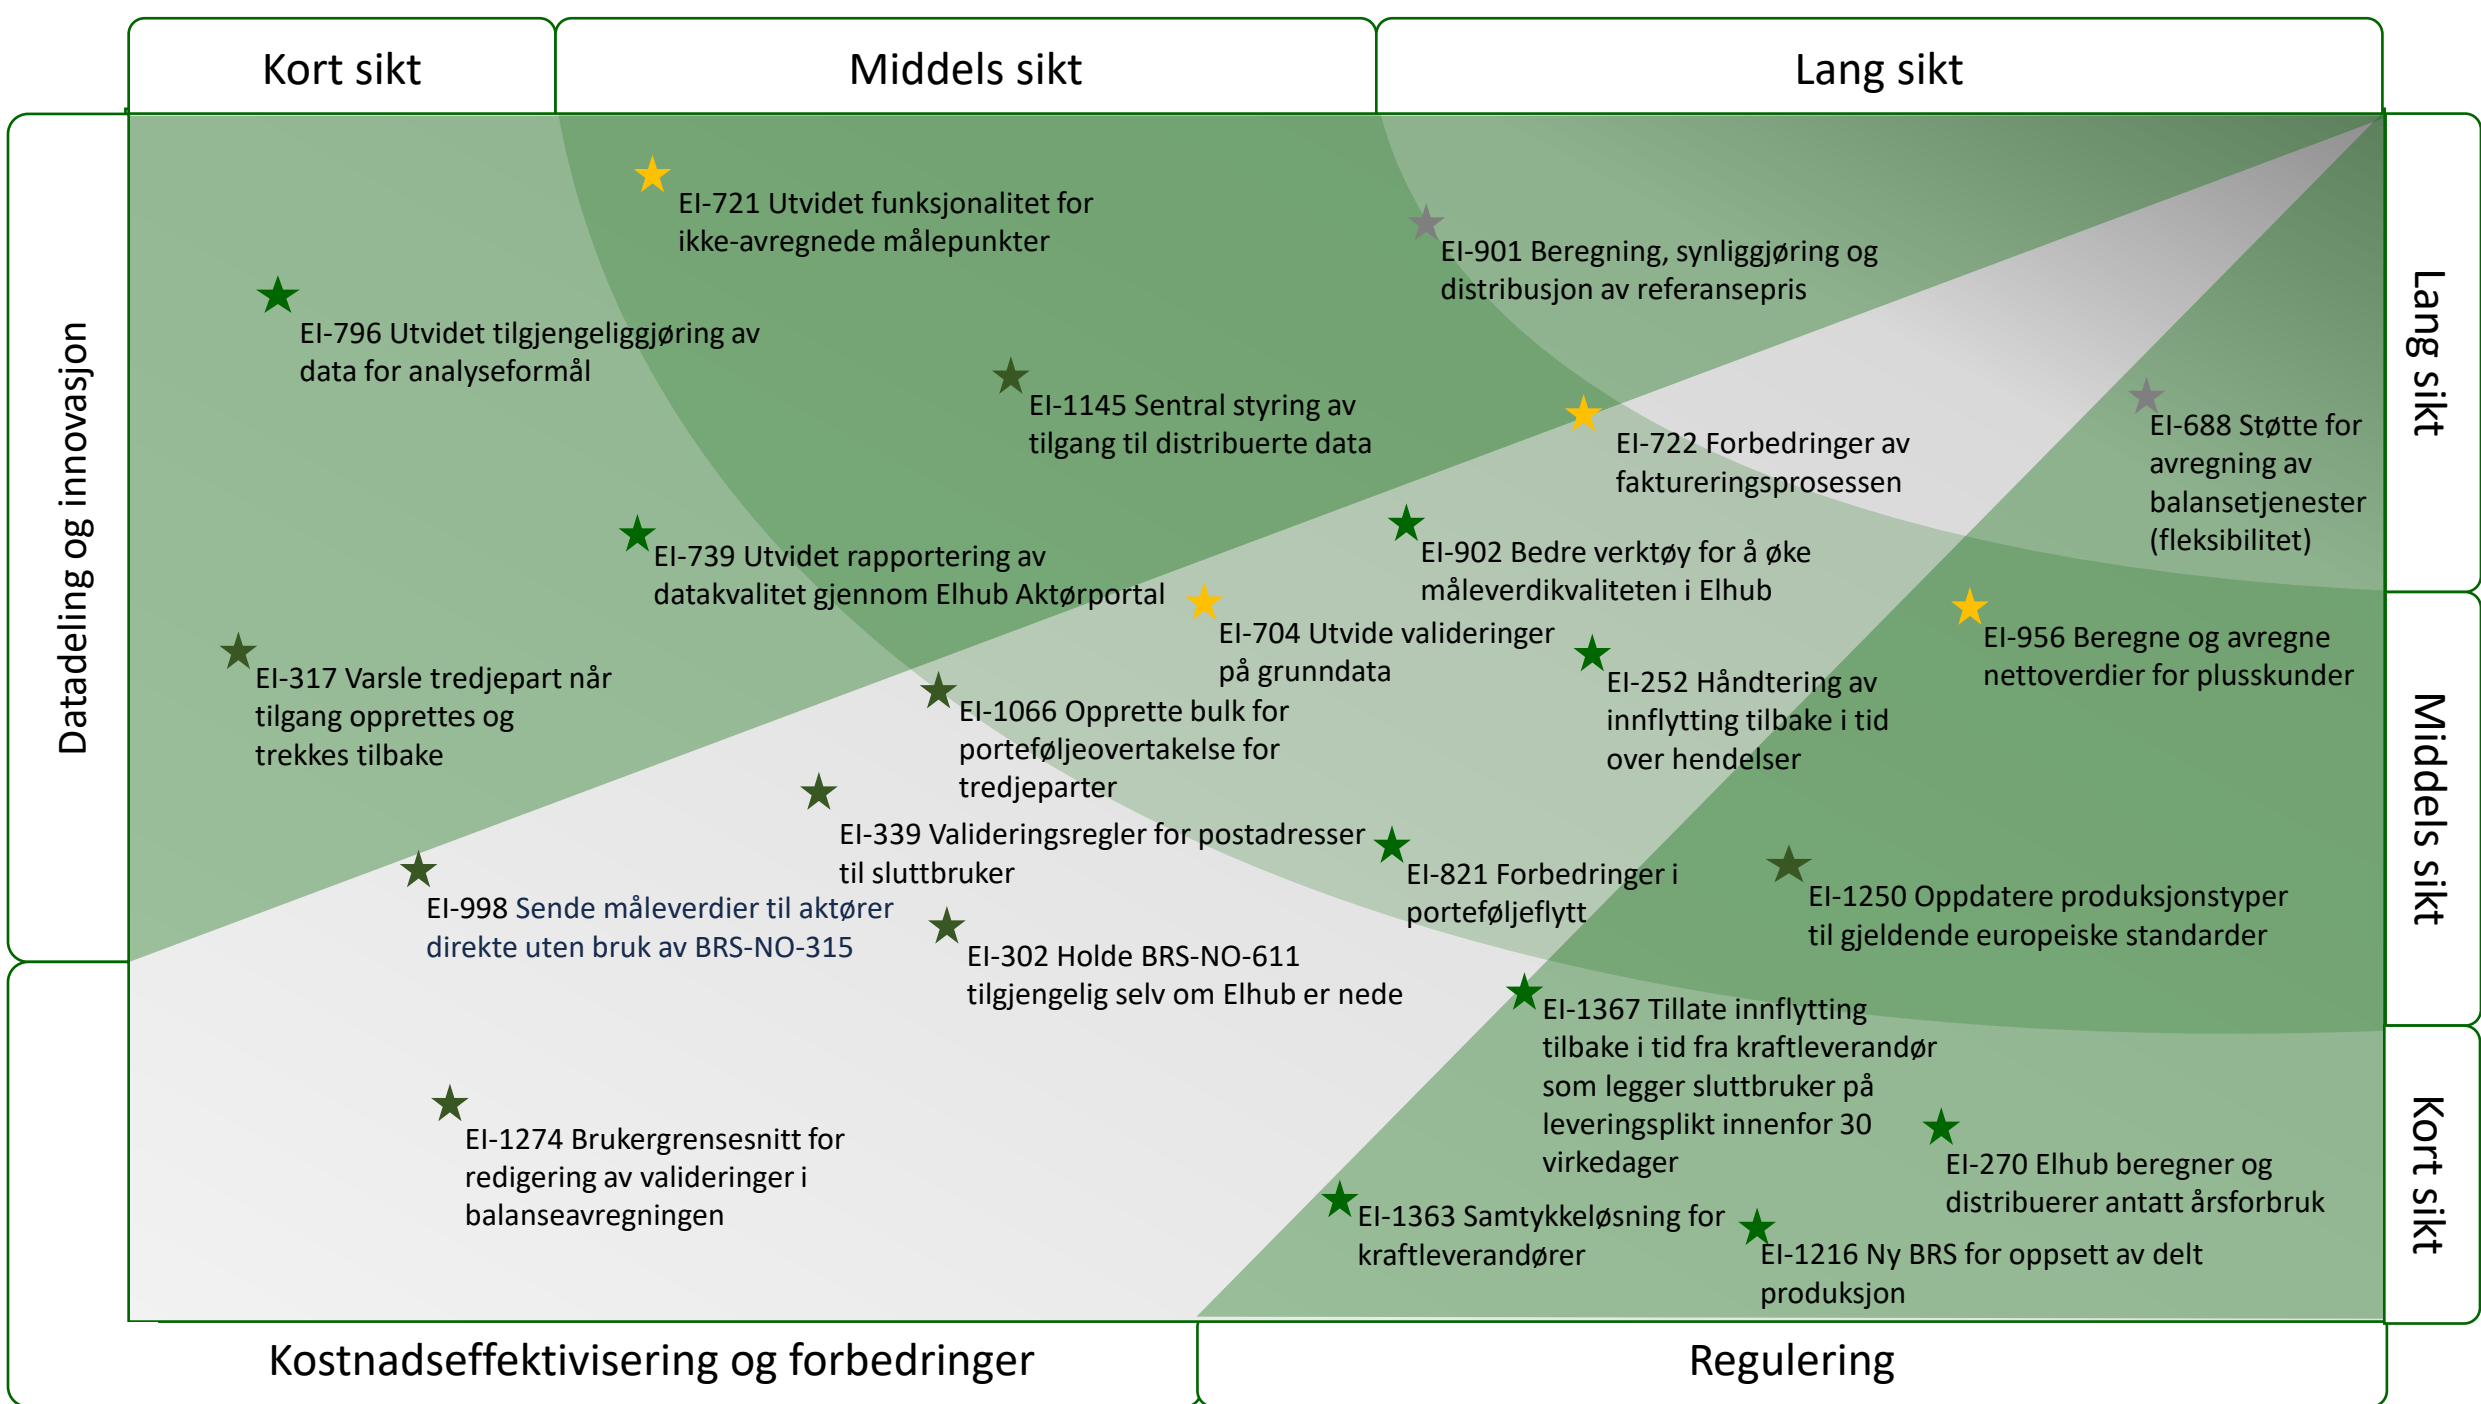 Kort sikt
Middels sikt
Lang sikt
Datadeling og innovasjon
EI-721 Utvidet funksjonalitet for
ikke-avregnede målepunkter
EI-901 Beregning, synliggjøring og
distribusjon av referansepris
EI-796 Utvidet tilgjengeliggjøring av
data for analyseformål
EI-1145 Sentral styring av
tilgang til distribuerte data
EI-722 Forbedringer av
faktureringsprosessen
EI-688 Støtte for
avregning av
balansetjenester
(fleksibilitet)
EI-739 Utvidet rapportering av
datakvalitet gjennom Elhub Aktørportal
EI-902 Bedre verktøy for å øke
måleverdikvaliteten i Elhub
EI-704 Utvide valideringer
på grunndata
EI-956 Beregne og avregne
nettoverdier for plusskunder
EI-317 Varsle tredjepart når
tilgang opprettes og
trekkes tilbake
EI-1066 Opprette bulk for
porteføljeovertakelse for
tredjeparter
EI-252 Håndtering av
innflytting tilbake i tid
over hendelser
EI-339 Valideringsregler for postadresser
til sluttbruker
EI-821 Forbedringer i
porteføljeflytt
EI-1250 Oppdatere produksjonstyper
til gjeldende europeiske standarder
EI-998 Sende måleverdier til aktører
direkte uten bruk av BRS-NO-315
EI-302 Holde BRS-NO-611
tilgjengelig selv om Elhub er nede
EI-1367 Tillate innflytting
tilbake i tid fra kraftleverandør
som legger sluttbruker på
leveringsplikt innenfor 30
virkedager
EI-1274 Brukergrensesnitt for
redigering av valideringer i
balanseavregningen
EI-270 Elhub beregner og
distribuerer antatt årsforbruk
EI-1363 Samtykkeløsning for
kraftleverandører
EI-1216 Ny BRS for oppsett av delt
produksjon
Lang sikt
Middels sikt
Kort sikt
Kostnadseffektivisering og forbedringer
Regulering